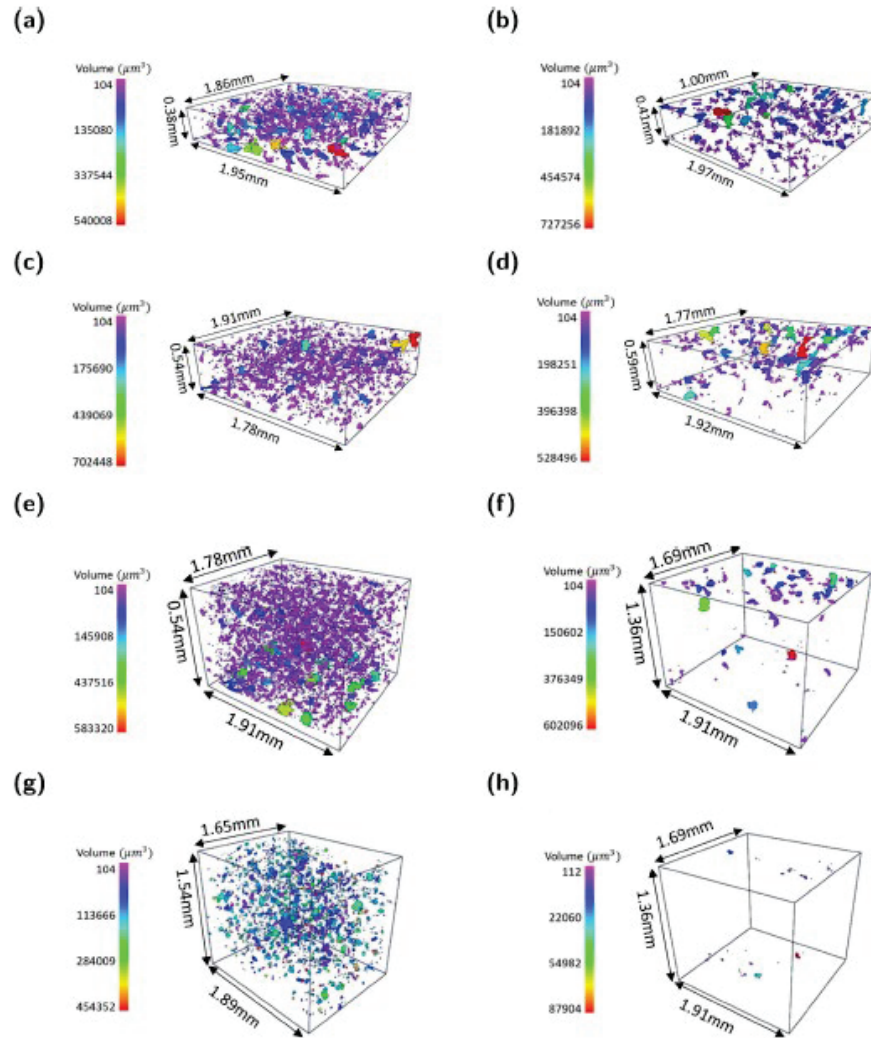 (a)
Volume (μm³)
104
135080
337544
540008
1.86mm
0.38mm
1.95mm
(b)
Volume (μm³)
104
181892
454574
727256
1.00mm
0.41mm
1.97mm
(c)
Volume (μm³)
104
175690
439069
702448
1.91mm
0.54mm
1.78mm
(d)
Volume (μm³)
104
198251
396398
528496
1.77mm
0.59mm
1.92mm
(e)
Volume (μm³)
104
145908
437516
583320
1.78mm
0.54mm
1.91mm
(f)
Volume (μm³)
104
150602
376349
602096
1.69mm
1.36mm
1.91mm
(g)
Volume (μm³)
104
113666
284009
454352
1.65mm
1.54mm
1.89mm
(h)
Volume (μm³)
112
22060
54982
87904
1.69mm
1.36mm
1.91mm